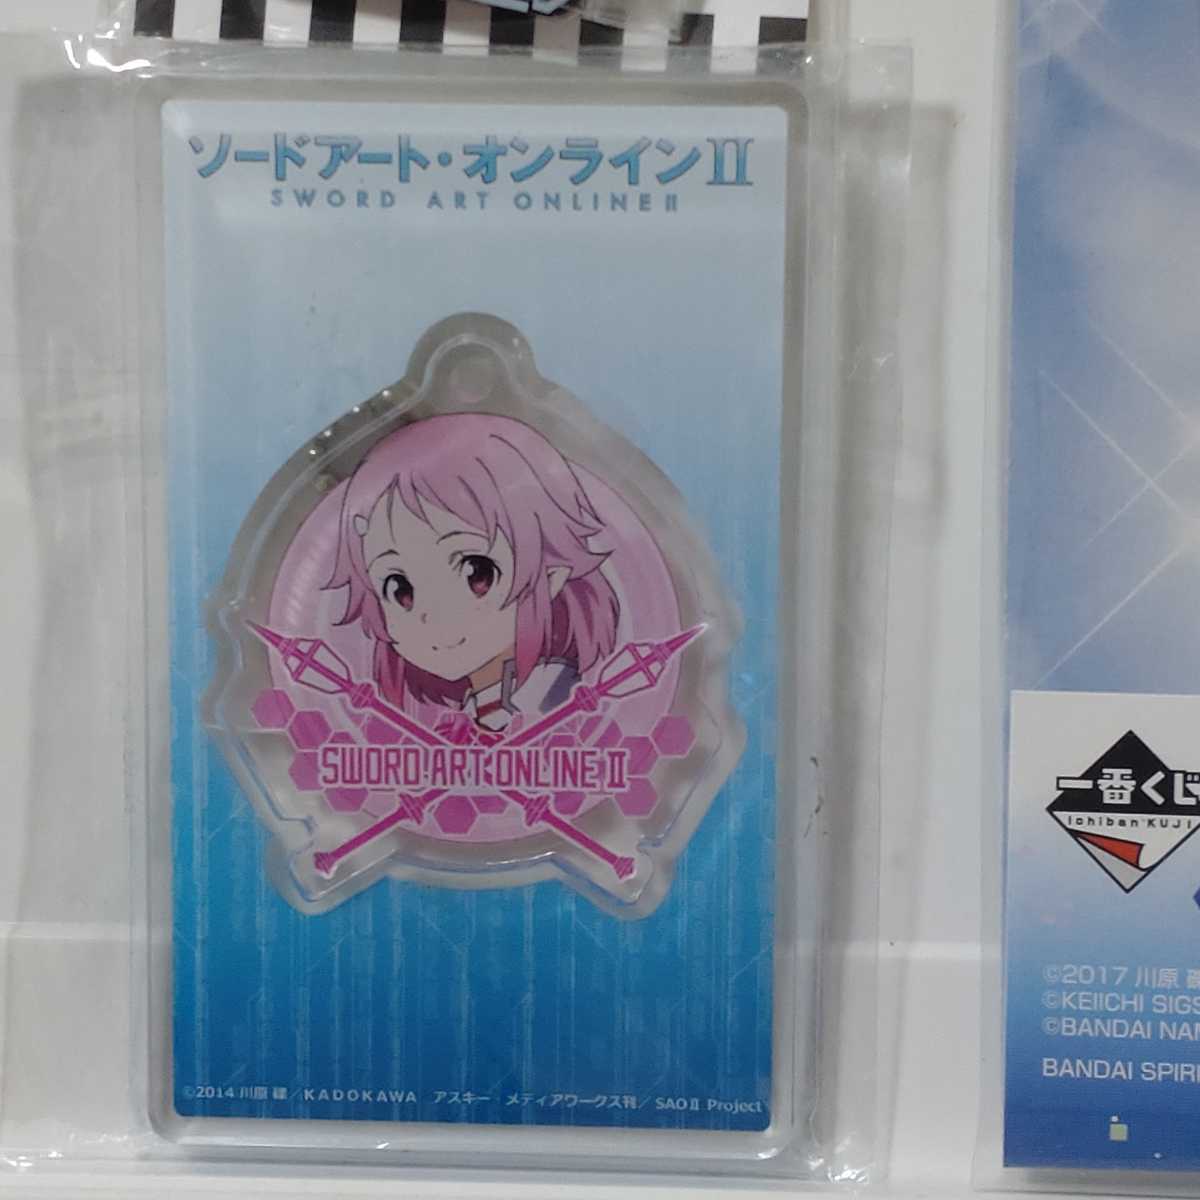 ソードアート・オンラインII
SWORD ART ONLINE II
SWORD ART ONLINE II
©2014 川原 礫／KADOKAWA アスキー・メディアワークス刊／SAOⅡ Project
一番くじ
Ichiban KUJI
©2017 川原
©KEIICHI SIGS
©BANDAI NAM
BANDAI SPIRI